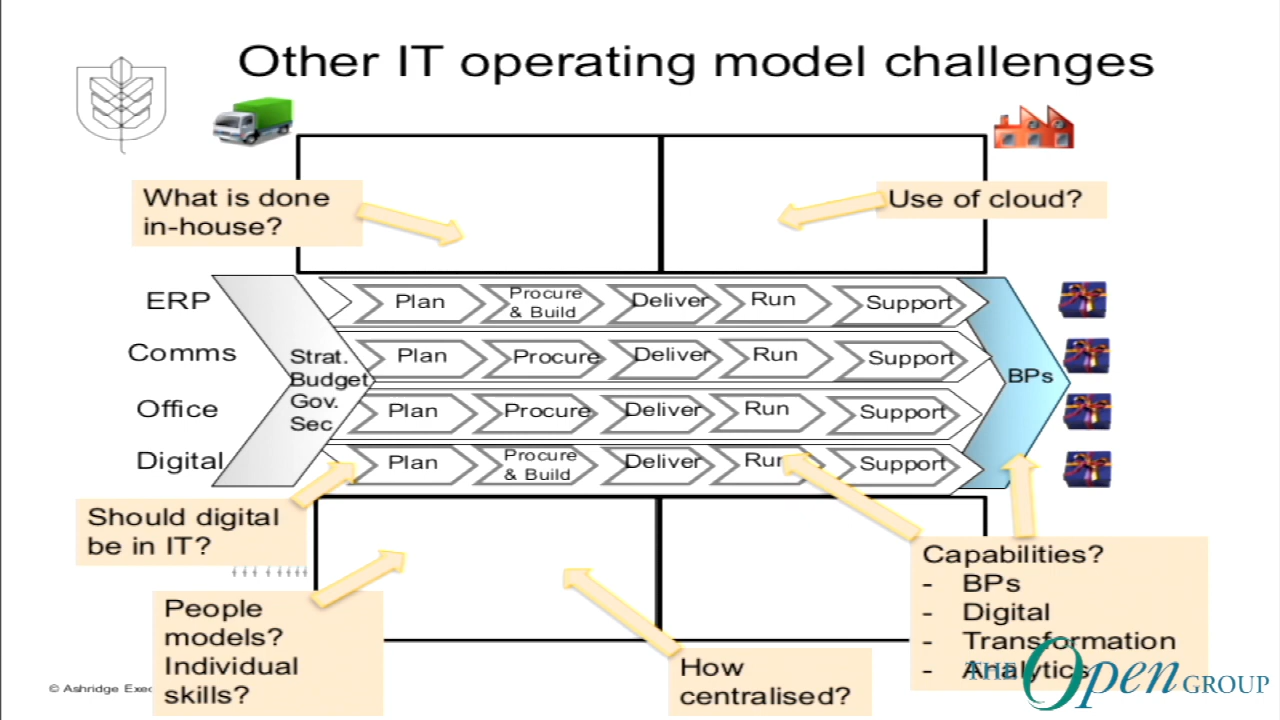 Other IT operating model challenges
What is done
in-house?
Use of cloud?
ERP
Plan
Procure
& Build
Deliver
Run
Support
Comms
Plan
Procure
Deliver
Run
Support
Strat.
Budget
Gov.
Sec
BPs
Office
Plan
Procure
Deliver
Run
Support
Digital
Plan
Procure
& Build
Deliver
Run
Support
Should digital
be in IT?
Capabilities?
- BPs
- Digital
- Transformation
- Analytics
People
models?
Individual
skills?
How
centralised?
© Ashridge
THE Open GROUP